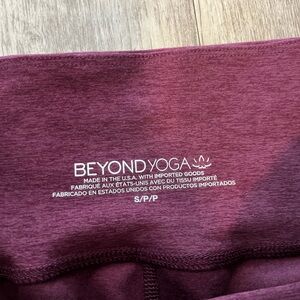 BEYOND YOGA
MADE IN THE U.S.A. WITH IMPORTED GOODS
FABRIQUE AUX ÉTATS-UNIS AVEC DU TISSU IMPORTÉ
FABRICADO EN ESTADOS UNIDOS CON PRODUCTOS IMPORTADOS
S/P/P